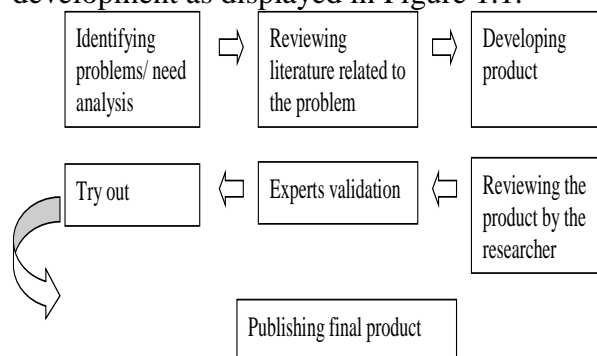 development as displayed in Figure 1.1.
Identifying
problems/ need
analysis
Reviewing
literature related to
the problem
Developing
product
Try out
Experts validation
Reviewing the
product by the
researcher
Publishing final product